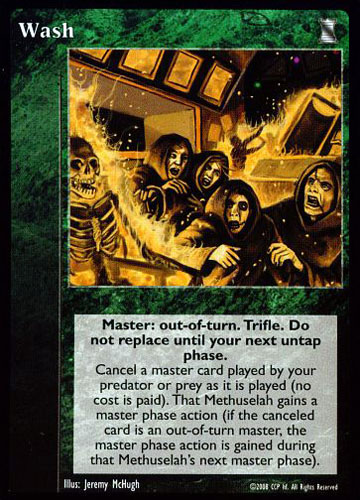 Wash
Master: out-of-turn. Trifle. Do
not replace until your next untap
phase.
Cancel a master card played by your
predator or prey as it is played (no
cost is paid). That Methuselah gains a
master phase action (if the canceled
card is an out-of-turn master, the
master phase action is gained during
that Methuselah's next master phase).
Illus: Jeremy McHugh
©2008 CCP hf. All Rights Reserved